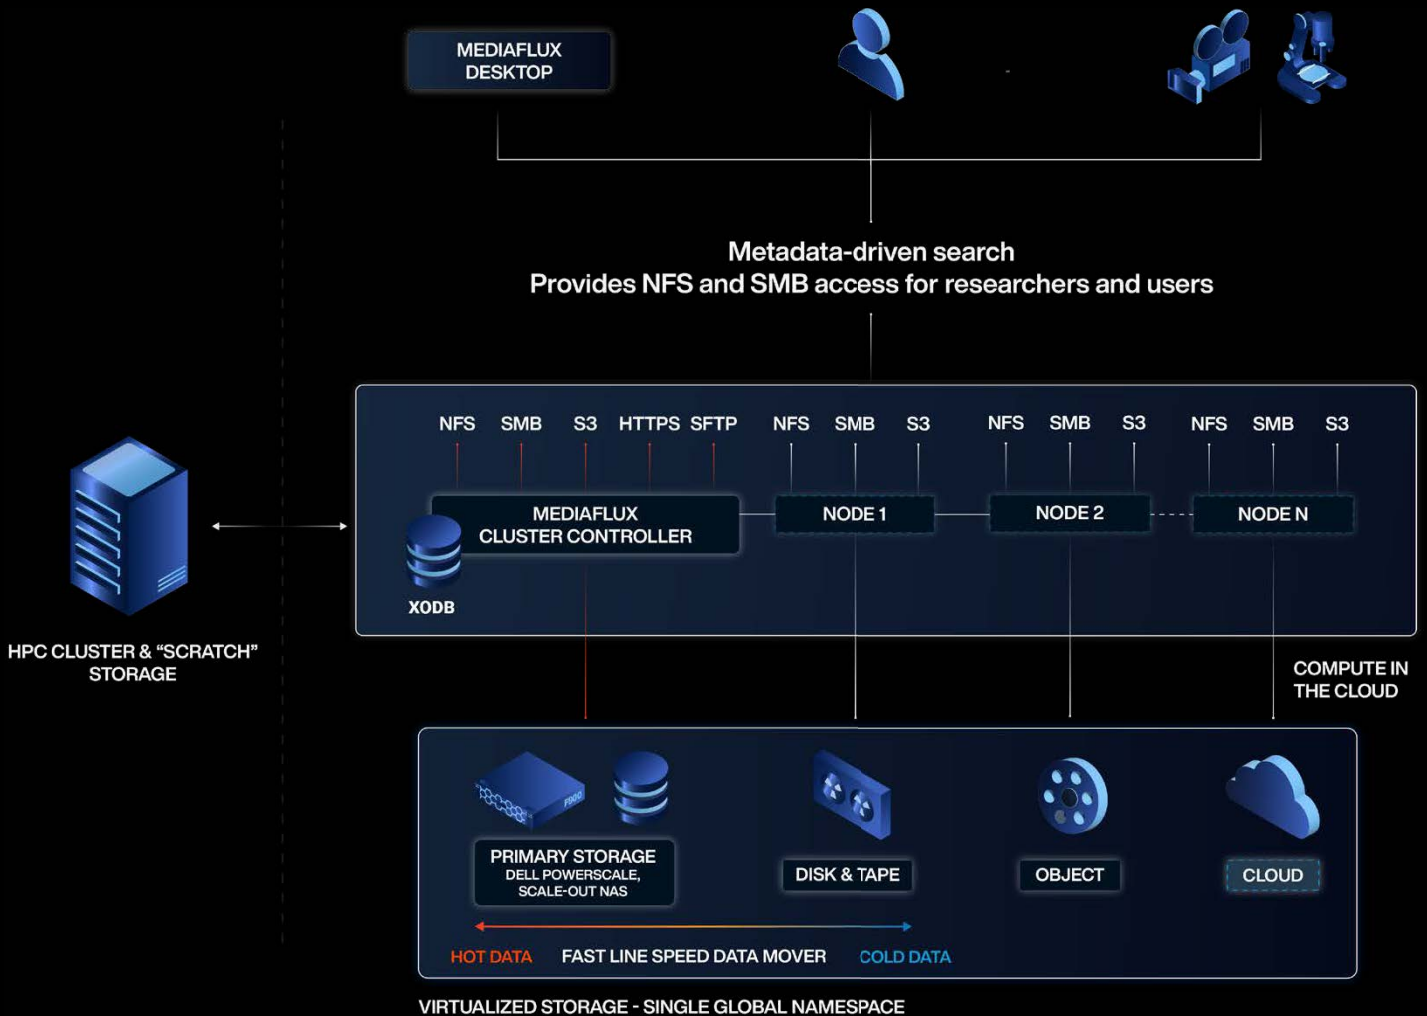 MEDIAFLUX
DESKTOP
Metadata-driven search
Provides NFS and SMB access for researchers and users
NFS SMB S3 HTTPS SFTP NFS SMB S3 NFS SMB S3 NFS SMB S3
MEDIAFLUX
CLUSTER CONTROLLER
NODE 1
NODE 2
NODE N
XODB
HPC CLUSTER & “SCRATCH”
STORAGE
COMPUTE IN
THE CLOUD
F900
PRIMARY STORAGE
DELL POWERSCALE,
SCALE-OUT NAS
DISK & TAPE
OBJECT
CLOUD
HOT DATA FAST LINE SPEED DATA MOVER COLD DATA
VIRTUALIZED STORAGE - SINGLE GLOBAL NAMESPACE